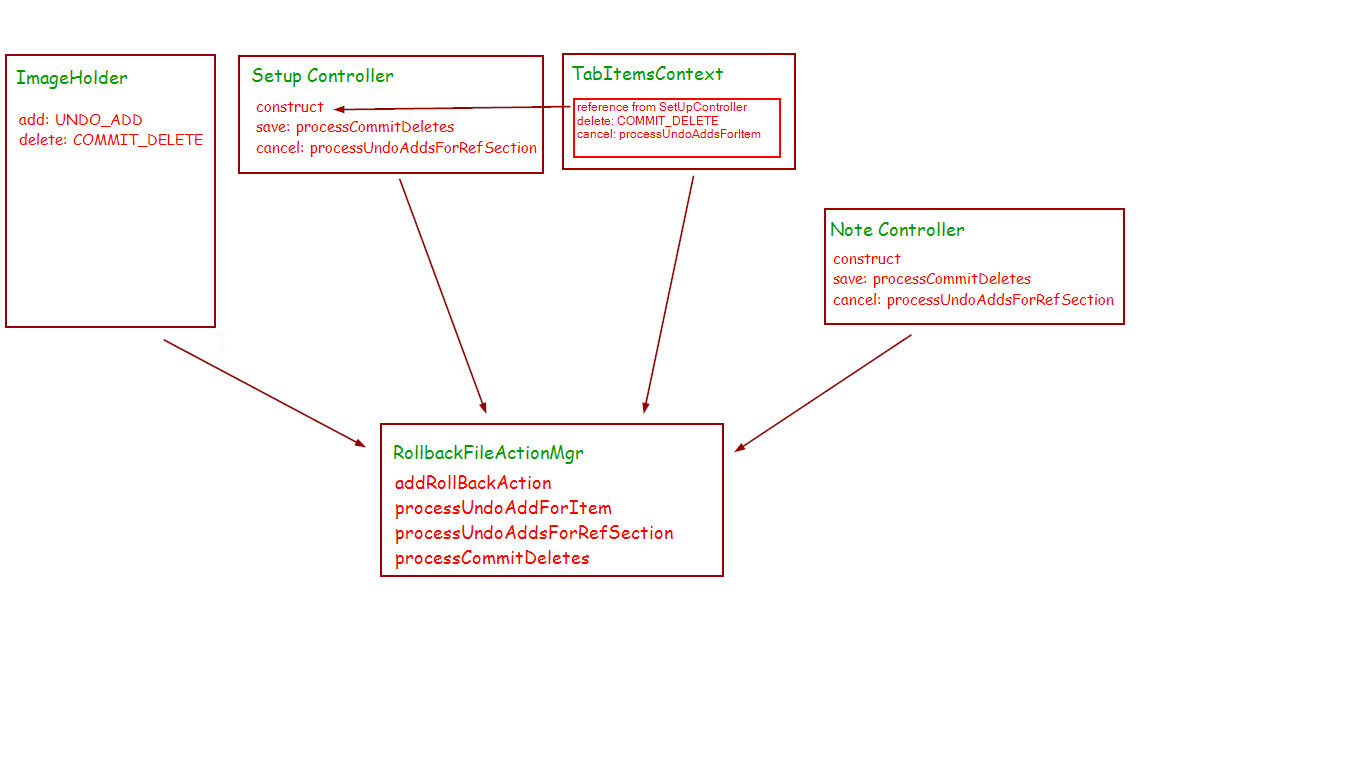 ImageHolder
add: UNDO_ADD
delete: COMMIT_DELETE
Setup Controller
construct
save: processCommitDeletes
cancel: processUndoAddsForRefSection
TabItemsContext
reference from SetUpController
delete: COMMIT_DELETE
cancel: processUndoAddsForItem
Note Controller
construct
save: processCommitDeletes
cancel: processUndoAddsForRefSection
RollbackFileActionMgr
addRollBackAction
processUndoAddForItem
processUndoAddsForRefSection
processCommitDeletes